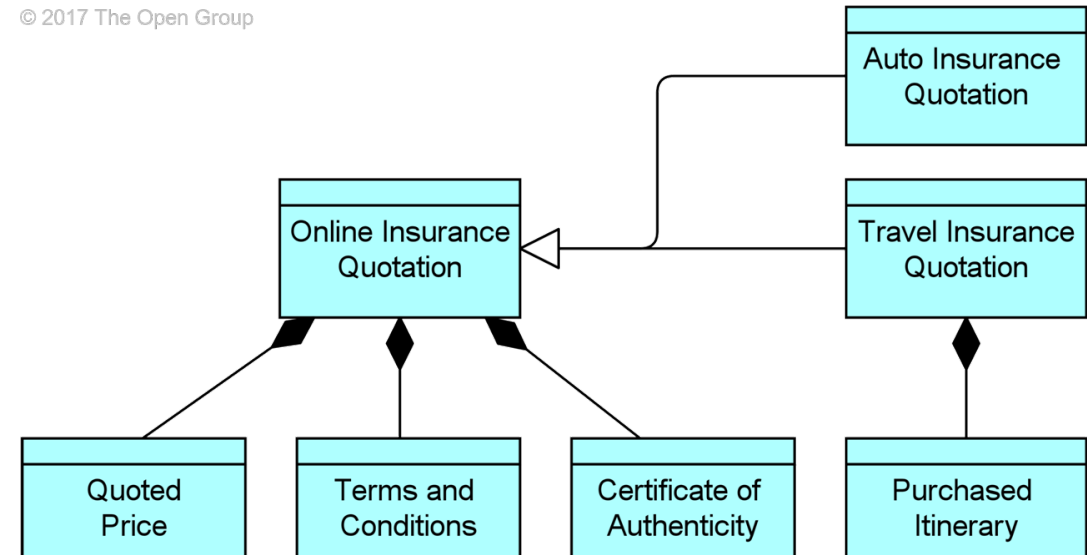 © 2017 The Open Group
Auto Insurance
Quotation
Online Insurance
Quotation
Travel Insurance
Quotation
Quoted
Price
Terms and
Conditions
Certificate of
Authenticity
Purchased
Itinerary